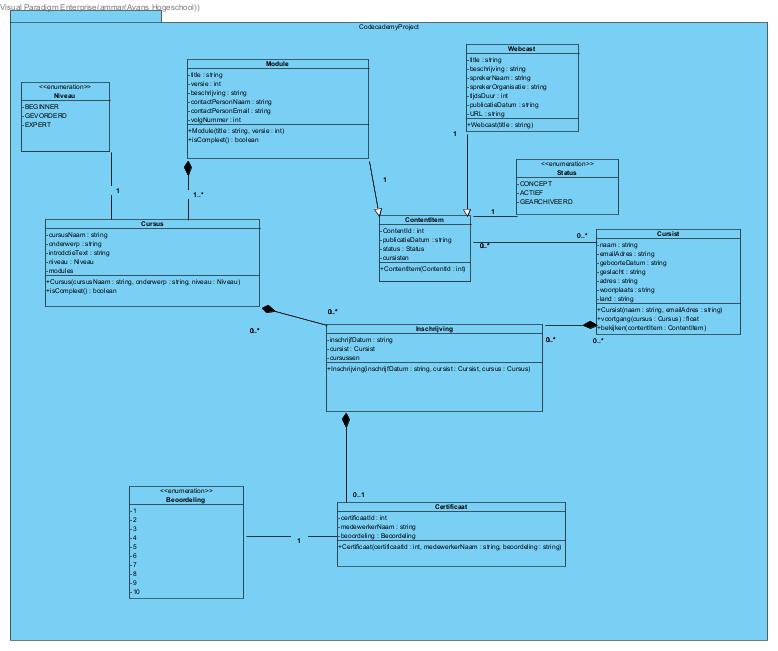 Visual Paradigm Enterprise(ammar(Avans Hogeschool))
CodecademyProject
<<enumeration>>
Niveau
-BEGINNER
-GEVORDERD
-EXPERT
Module
-title : string
-versie : int
-beschrijving : string
-contactPersonNaam : string
-contactPersonEmail : string
-volgNummer : int
+Module(title : string, versie : int)
+isCompleet() : boolean
Webcast
-title : string
-beschrijving : string
-sprekerNaam : string
-sprekerOrganisatie : string
-tijdsDuur : int
-publicatieDatum : string
-URL : string
+Webcast(title : string)
<<enumeration>>
Status
-CONCEPT
-ACTIEF
-GEARCHIVEERD
1
1..*
1
1
1
Cursus
-cursusNaam : string
-onderwerp : string
-introdctieText : string
-niveau : Niveau
-modules
+Cursus(cursusNaam : string, onderwerp : string, niveau : Niveau)
+isCompleet() : boolean
ContentItem
-ContentId : int
-publicatieDatum : string
-status : Status
-cursisten
+ContentItem(ContentId : int)
0..*
0..*
Cursist
-naam : string
-emailAdres : string
-geboorteDatum : string
-geslacht : string
-adres : string
-woonplaats : string
-land : string
+Cursist(naam : string, emailAdres : string)
+voortgang(cursus : Cursus) : float
+bekijken(contentItem : ContentItem)
0..*
0..*
0..*
0..*
Inschrijving
-inschrijfDatum : string
-cursist : Cursist
-cursussen
+Inschrijving(inschrijfDatum : string, cursist : Cursist, cursus : Cursus)
0..1
<<enumeration>>
Beoordeling
-1
-2
-3
-4
-5
-6
-7
-8
-9
-10
1
Certificaat
-certificaatId : int
-medewerkerNaam : string
-beoordeling : Beoordeling
+Certificaat(certificaatId : int, medewerkerNaam : string, beoordeling : string)